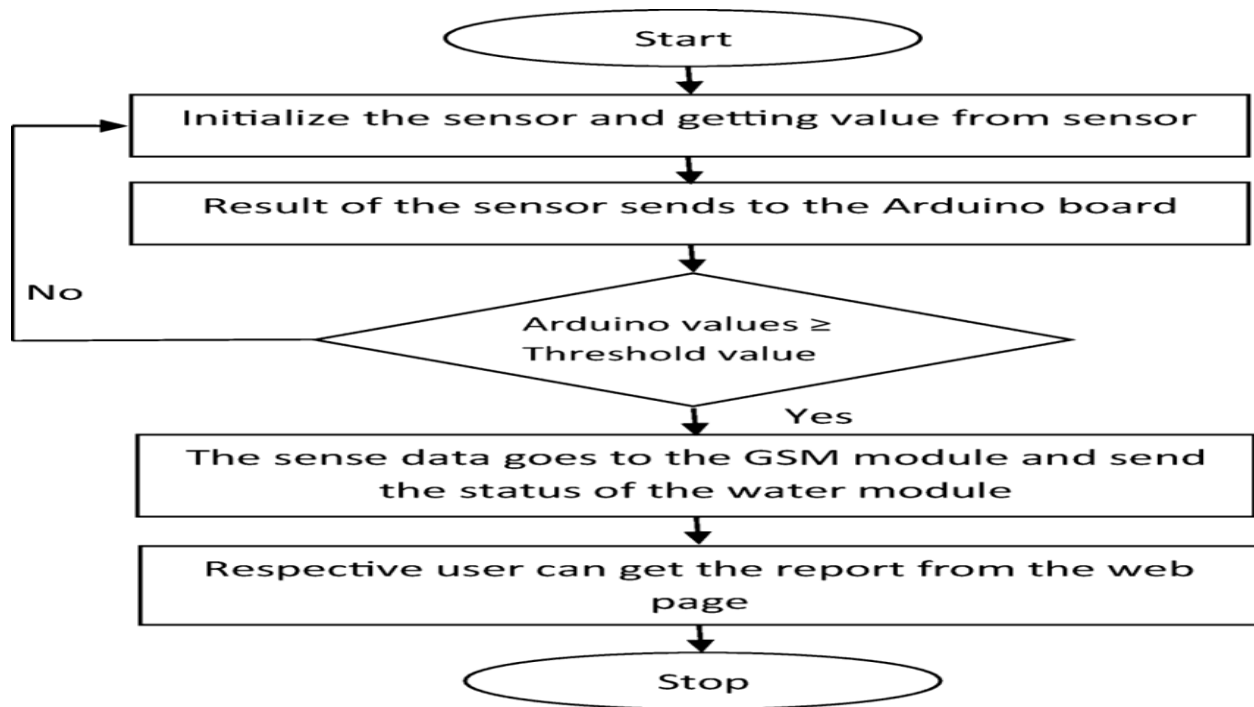 Start
Initialize the sensor and getting value from sensor
Result of the sensor sends to the Arduino board
No
Arduino values ≥
Threshold value
Yes
The sense data goes to the GSM module and send
the status of the water module
Respective user can get the report from the web
page
Stop